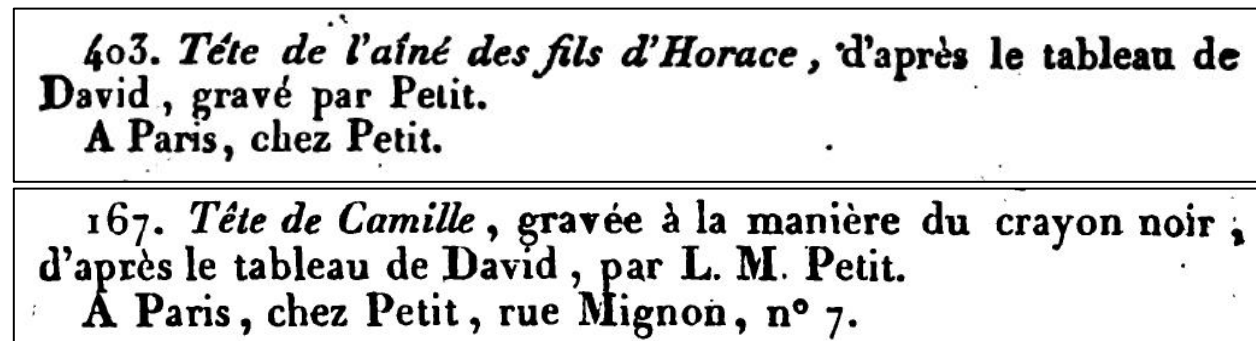 403. Tête de l'aîné des fils d'Horace, d'après le tableau de
David, gravé par Petit.
A Paris, chez Petit.
167. Tête de Camille, gravée à la manière du crayon noir,
d'après le tableau de David, par L. M. Petit.
A Paris, chez Petit, rue Mignon, n° 7.